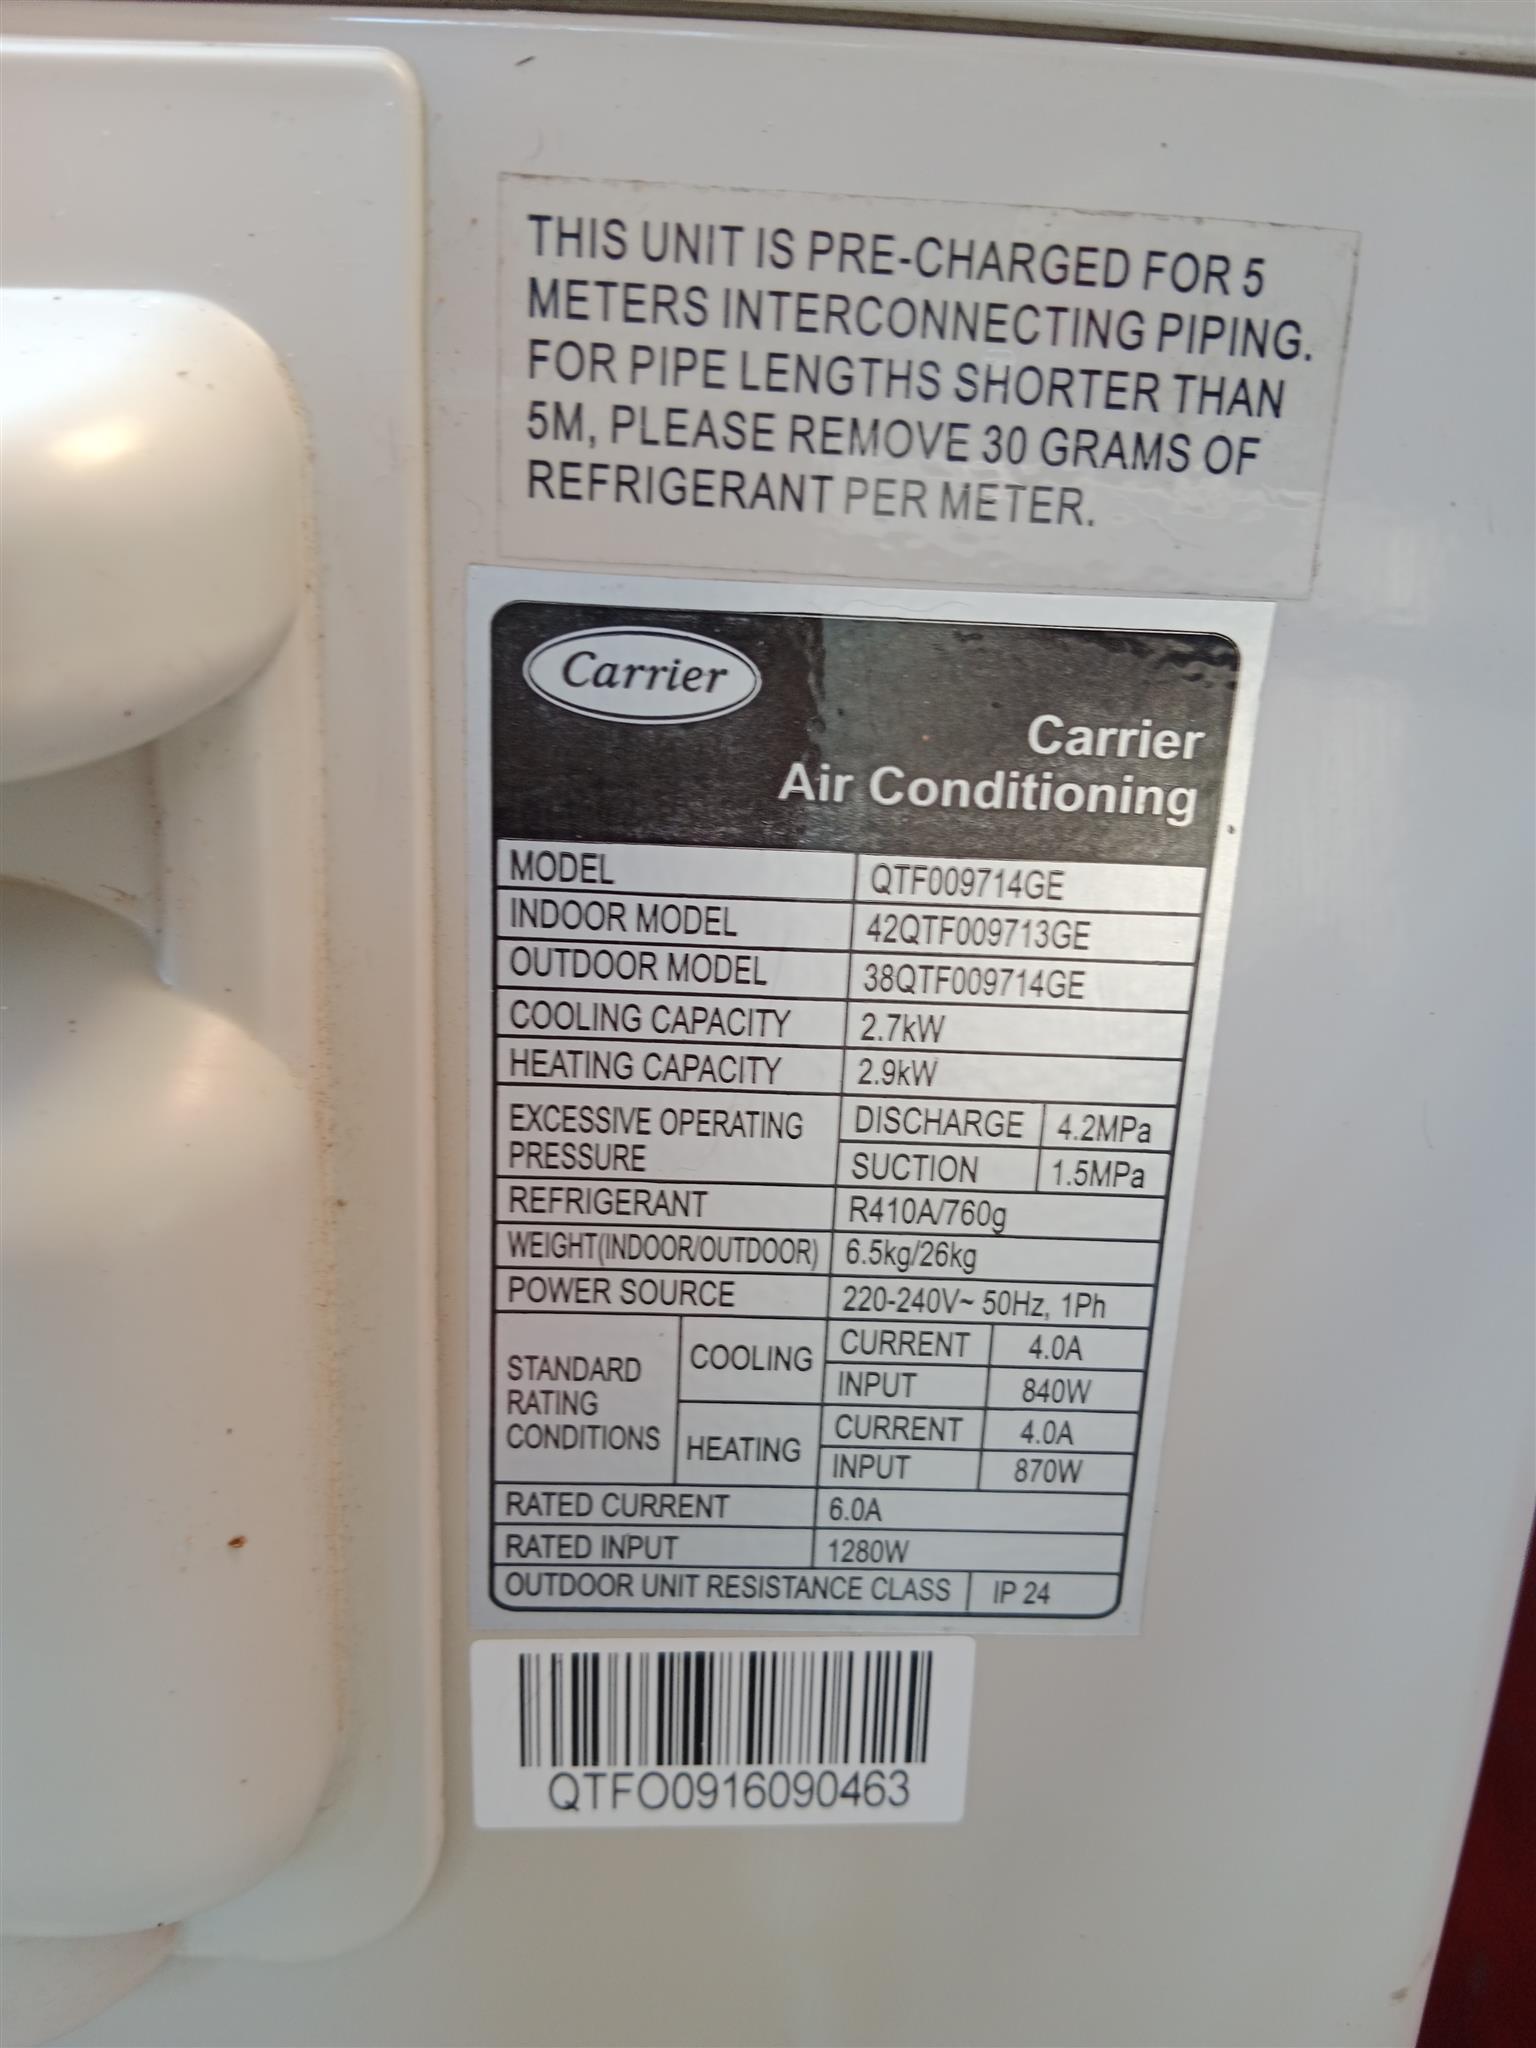 THIS UNIT IS PRE-CHARGED FOR 5
METERS INTERCONNECTING PIPING.
FOR PIPE LENGTHS SHORTER THAN
5M, PLEASE REMOVE 30 GRAMS OF
REFRIGERANT PER METER.
Carrier
Carrier
Air Conditioning
MODEL QTF009714GE
INDOOR MODEL 42QTF009713GE
OUTDOOR MODEL 38QTF009714GE
COOLING CAPACITY 2.7kW
HEATING CAPACITY 2.9kW
EXCESSIVE OPERATING PRESSURE DISCHARGE 4.2MPa
SUCTION 1.5MPa
REFRIGERANT R410A/760g
WEIGHT(INDOOR/OUTDOOR) 6.5kg/26kg
POWER SOURCE 220-240V~ 50Hz, 1Ph
STANDARD RATING CONDITIONS COOLING CURRENT 4.0A
INPUT 840W
HEATING CURRENT 4.0A
INPUT 870W
RATED CURRENT 6.0A
RATED INPUT 1280W
OUTDOOR UNIT RESISTANCE CLASS IP 24
QTFO0916090463